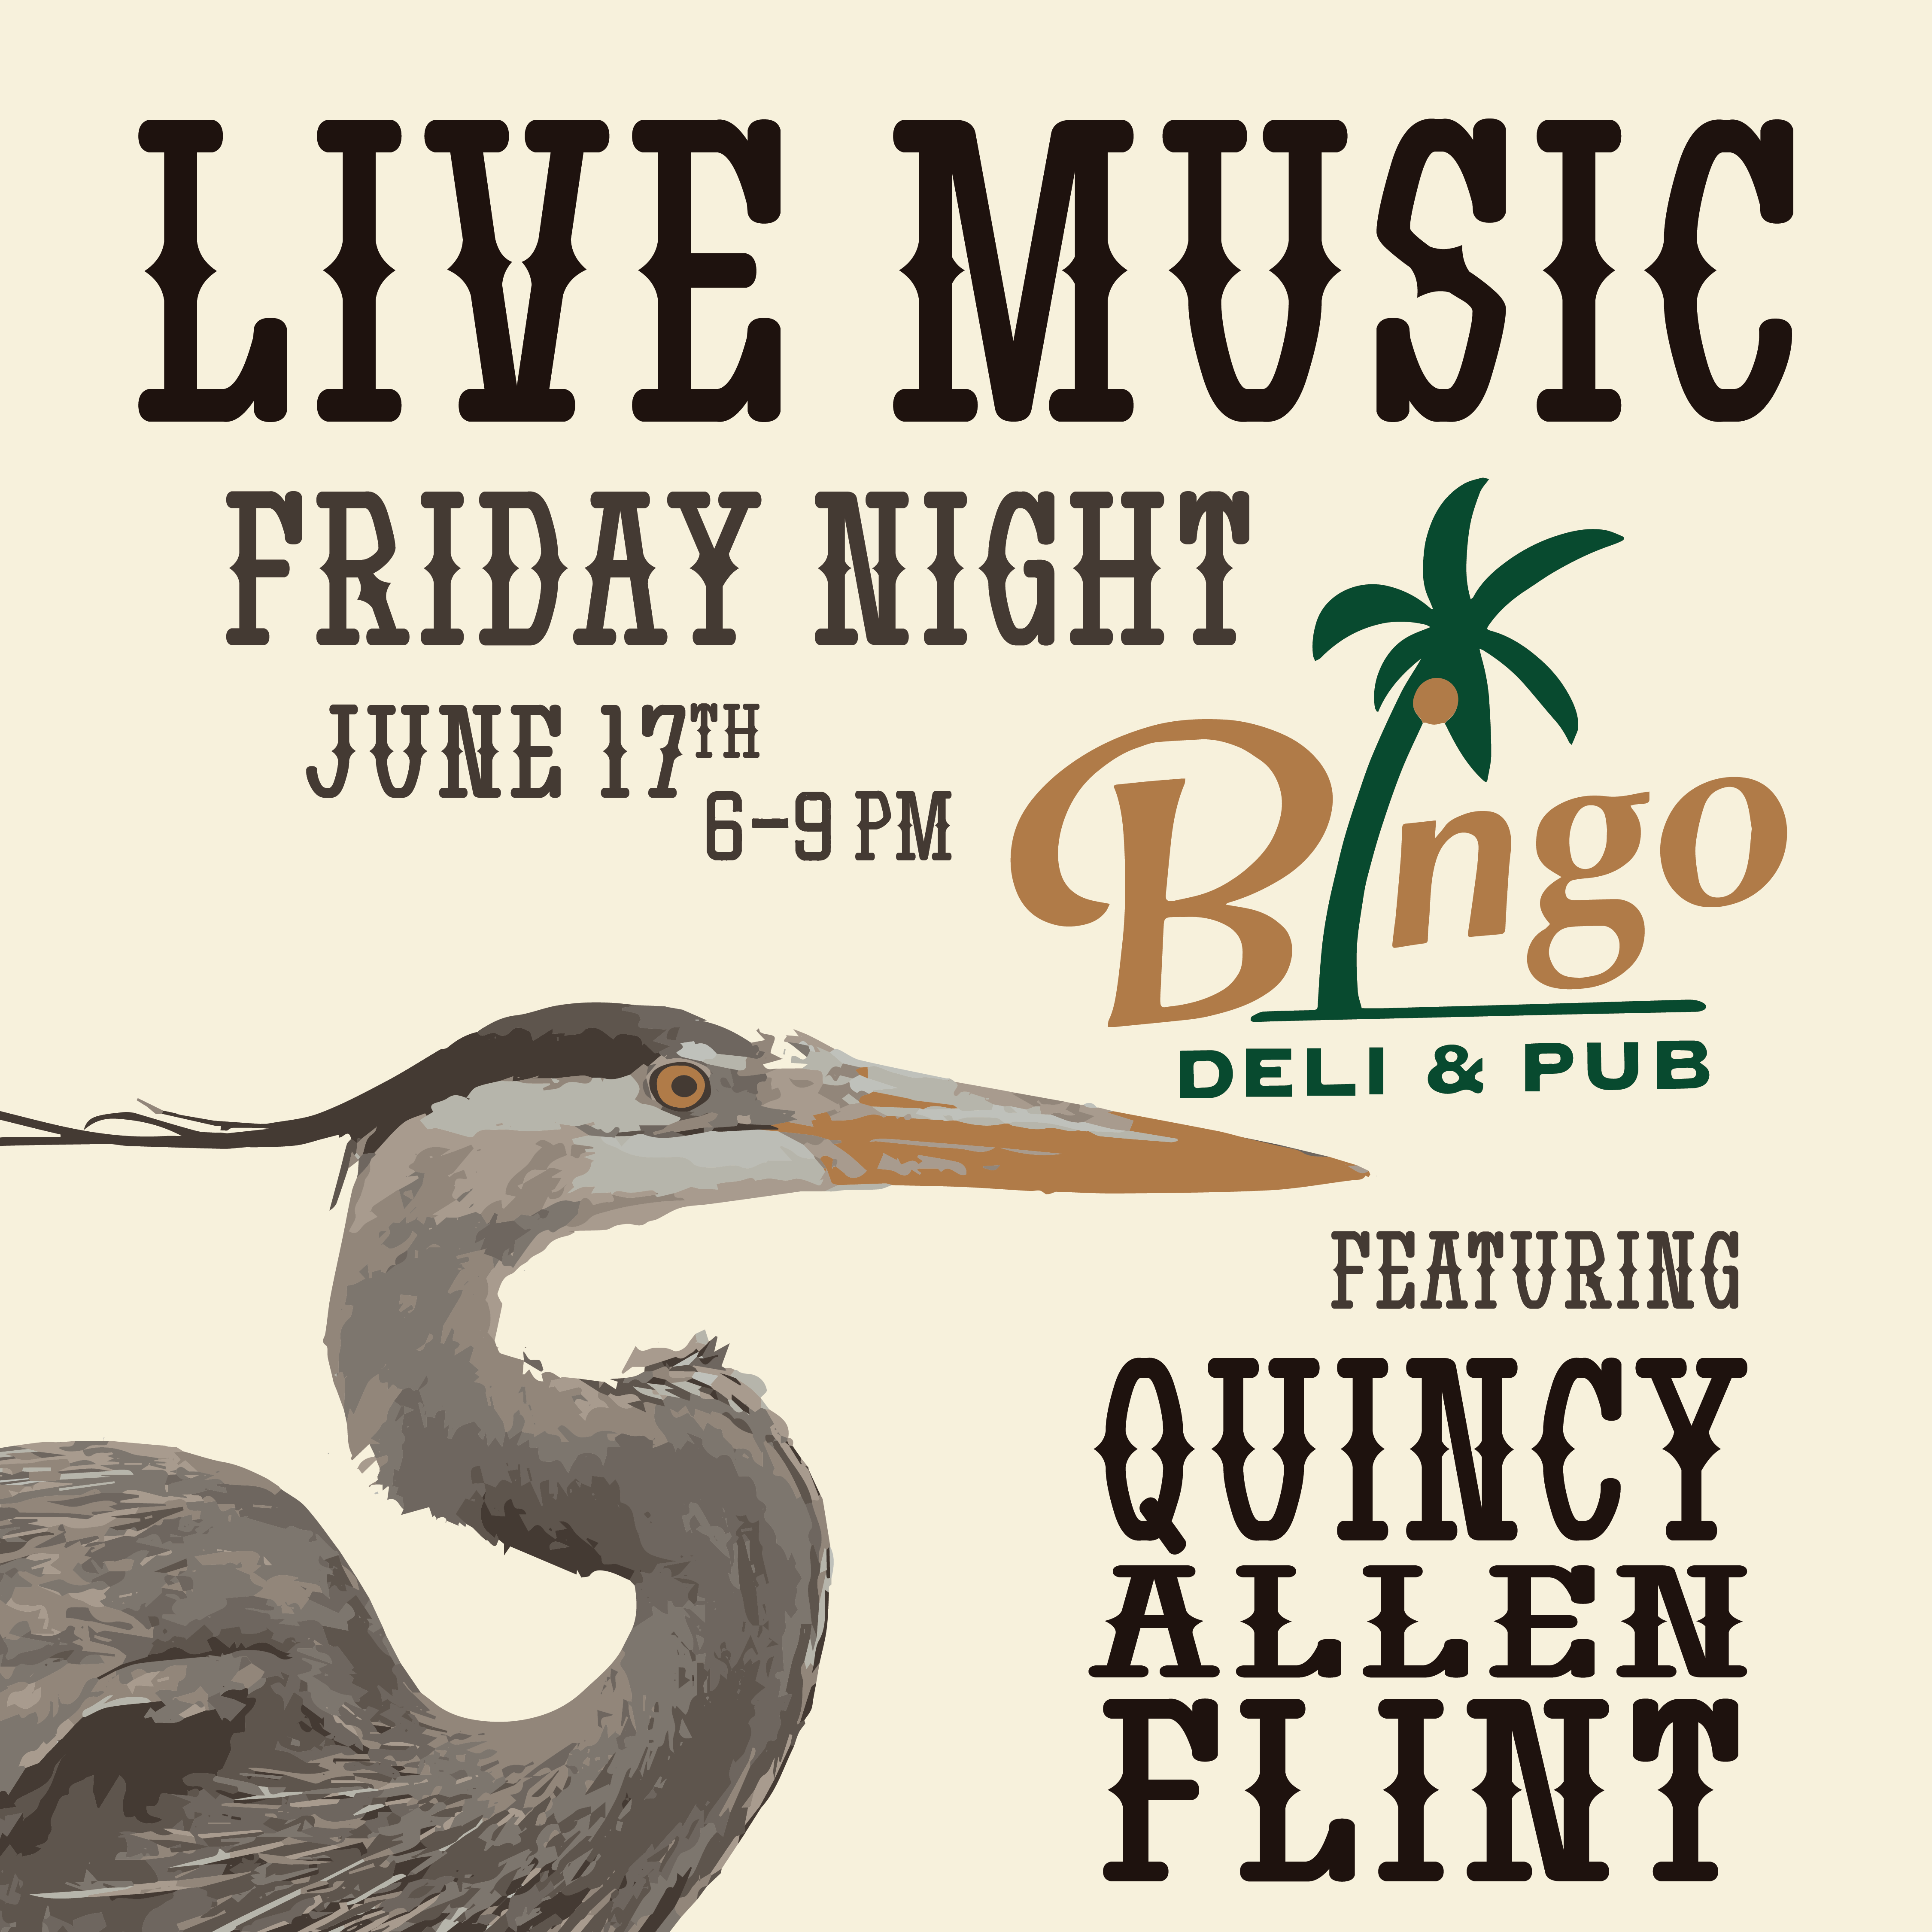 LIVE MUSIC
FRIDAY NIGHT
JUNE 17TH
6-9 PM
Bingo
DELI & PUB
FEATURING
QUINCY
ALLEN
FLINT